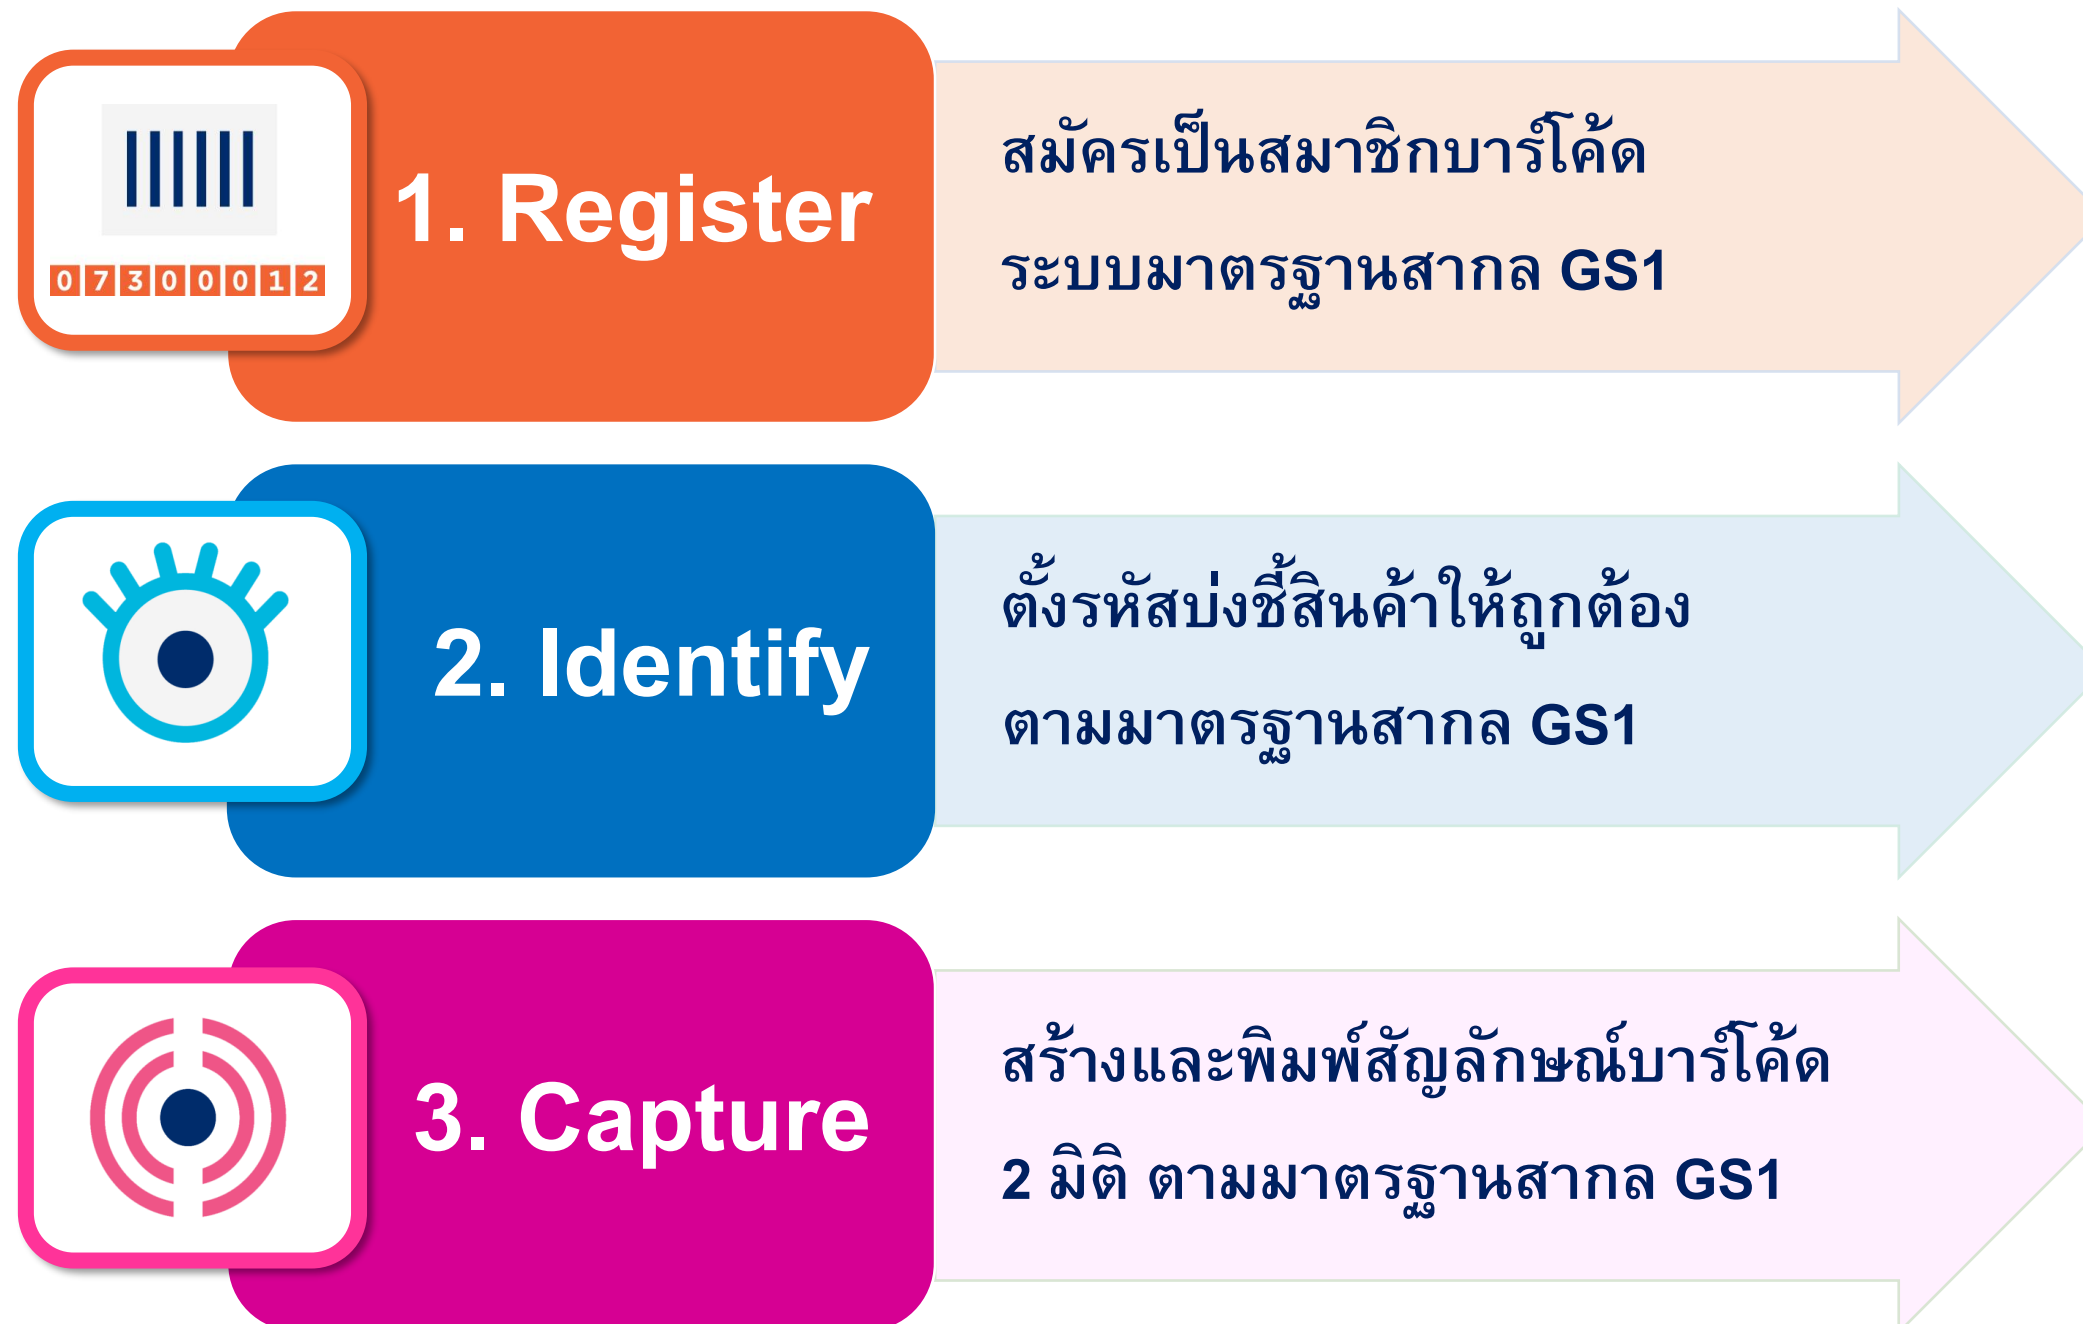 07300012
1. Register
สมัครเป็นสมาชิกบาร์โค้ด
ระบบมาตรฐานสากล GS1
2. Identify
ตั้งรหัสบ่งชี้สินค้าให้ถูกต้อง
ตามมาตรฐานสากล GS1
3. Capture
สร้างและพิมพ์สัญลักษณ์บาร์โค้ด
2 มิติ ตามมาตรฐานสากล GS1